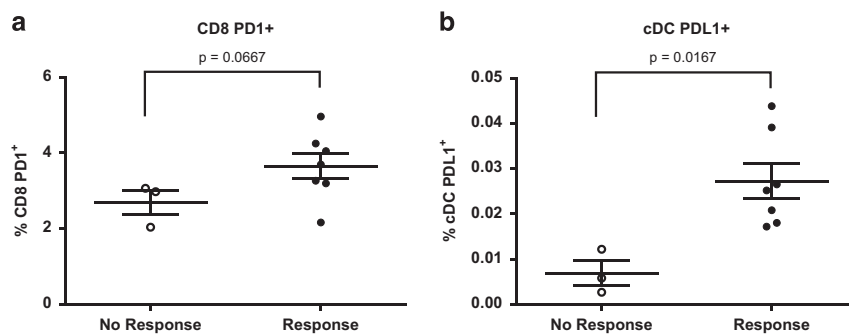 a
CD8 PD1+
p = 0.0667
6
4
2
0
% CD8 PD1+
No Response
Response
b
cDC PDL1+
p = 0.0167
0.05
0.04
0.03
0.02
0.01
0.00
% cDC PDL1+
No Response
Response